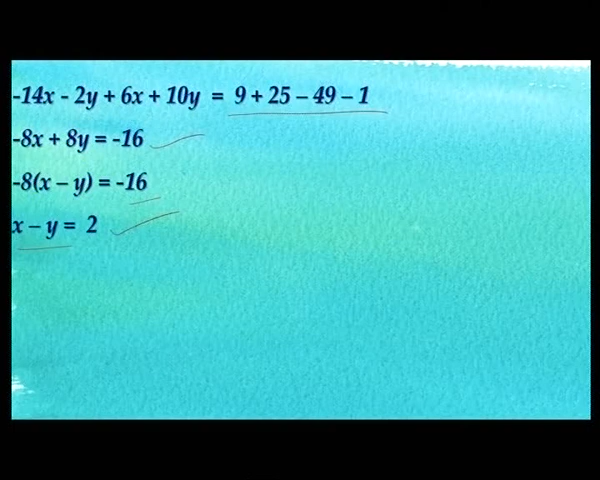 -14x - 2y + 6x + 10y = 9 + 25 – 49 – 1
-8x + 8y = -16
-8(x – y) = -16
x – y = 2